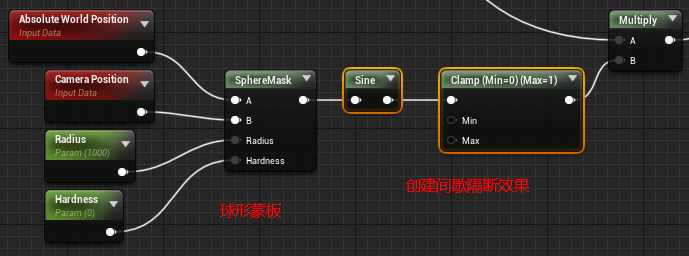 Absolute World Position
Input Data
Camera Position
Input Data
Radius
Param (1000)
Hardness
Param (0)
SphereMask
A
B
Radius
Hardness
球形蒙板
Sine
Clamp (Min=0) (Max=1)
Min
Max
创建间歇隔断效果
Multiply
A
B